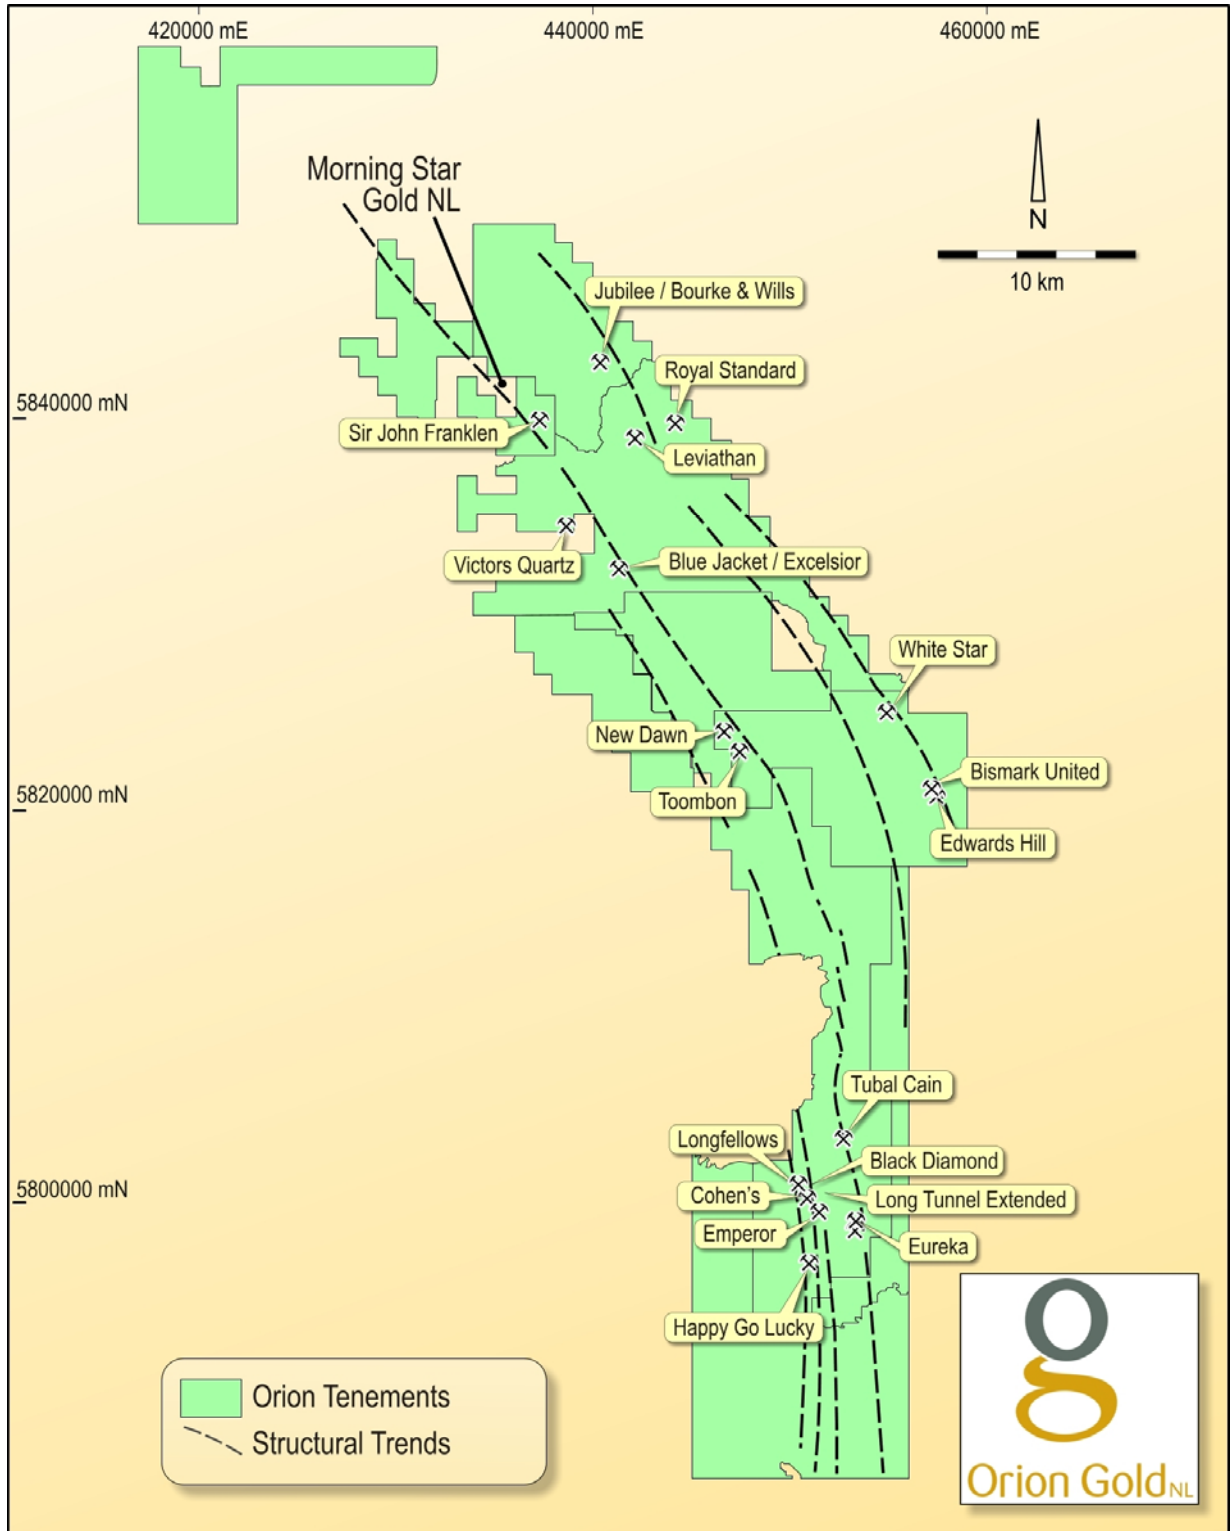 420000 mE
440000 mE
460000 mE
Morning Star
Gold NL
N
10 km
Jubilee / Bourke & Wills
Royal Standard
5840000 mN
Sir John Franklen
Leviathan
Victors Quartz
Blue Jacket / Excelsior
White Star
New Dawn
Bismark United
5820000 mN
Toombon
Edwards Hill
Tubal Cain
Longfellows
Black Diamond
5800000 mN
Cohen's
Long Tunnel Extended
Emperor
Eureka
Happy Go Lucky
Orion Tenements
Structural Trends
Orion Gold NL